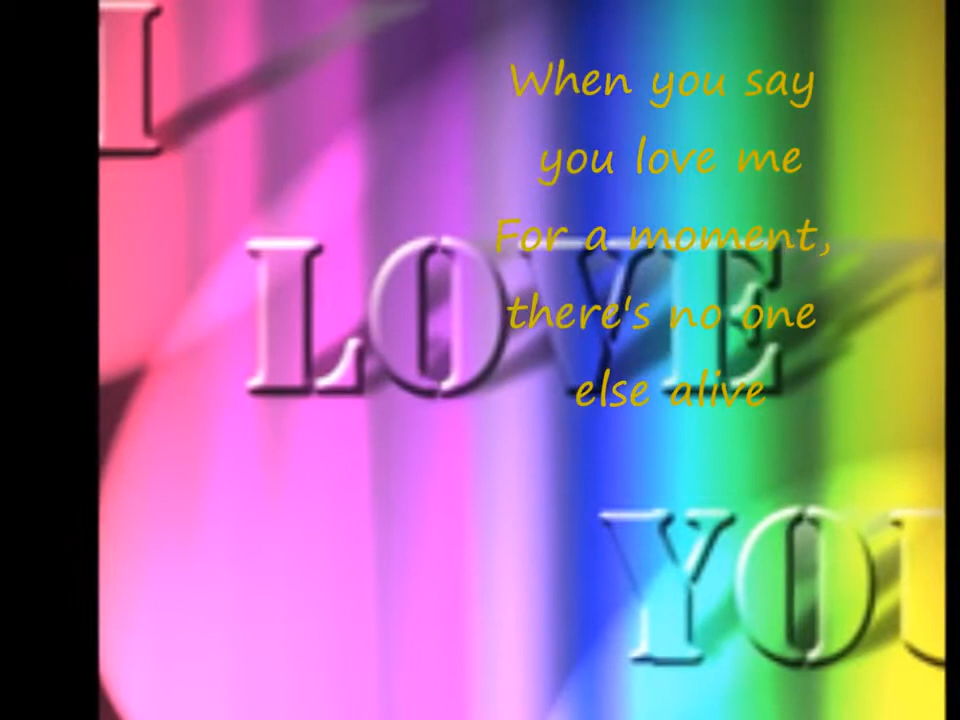 I
When you say
you love me
For a moment,
LOVE
there's no one
else alive
YOU